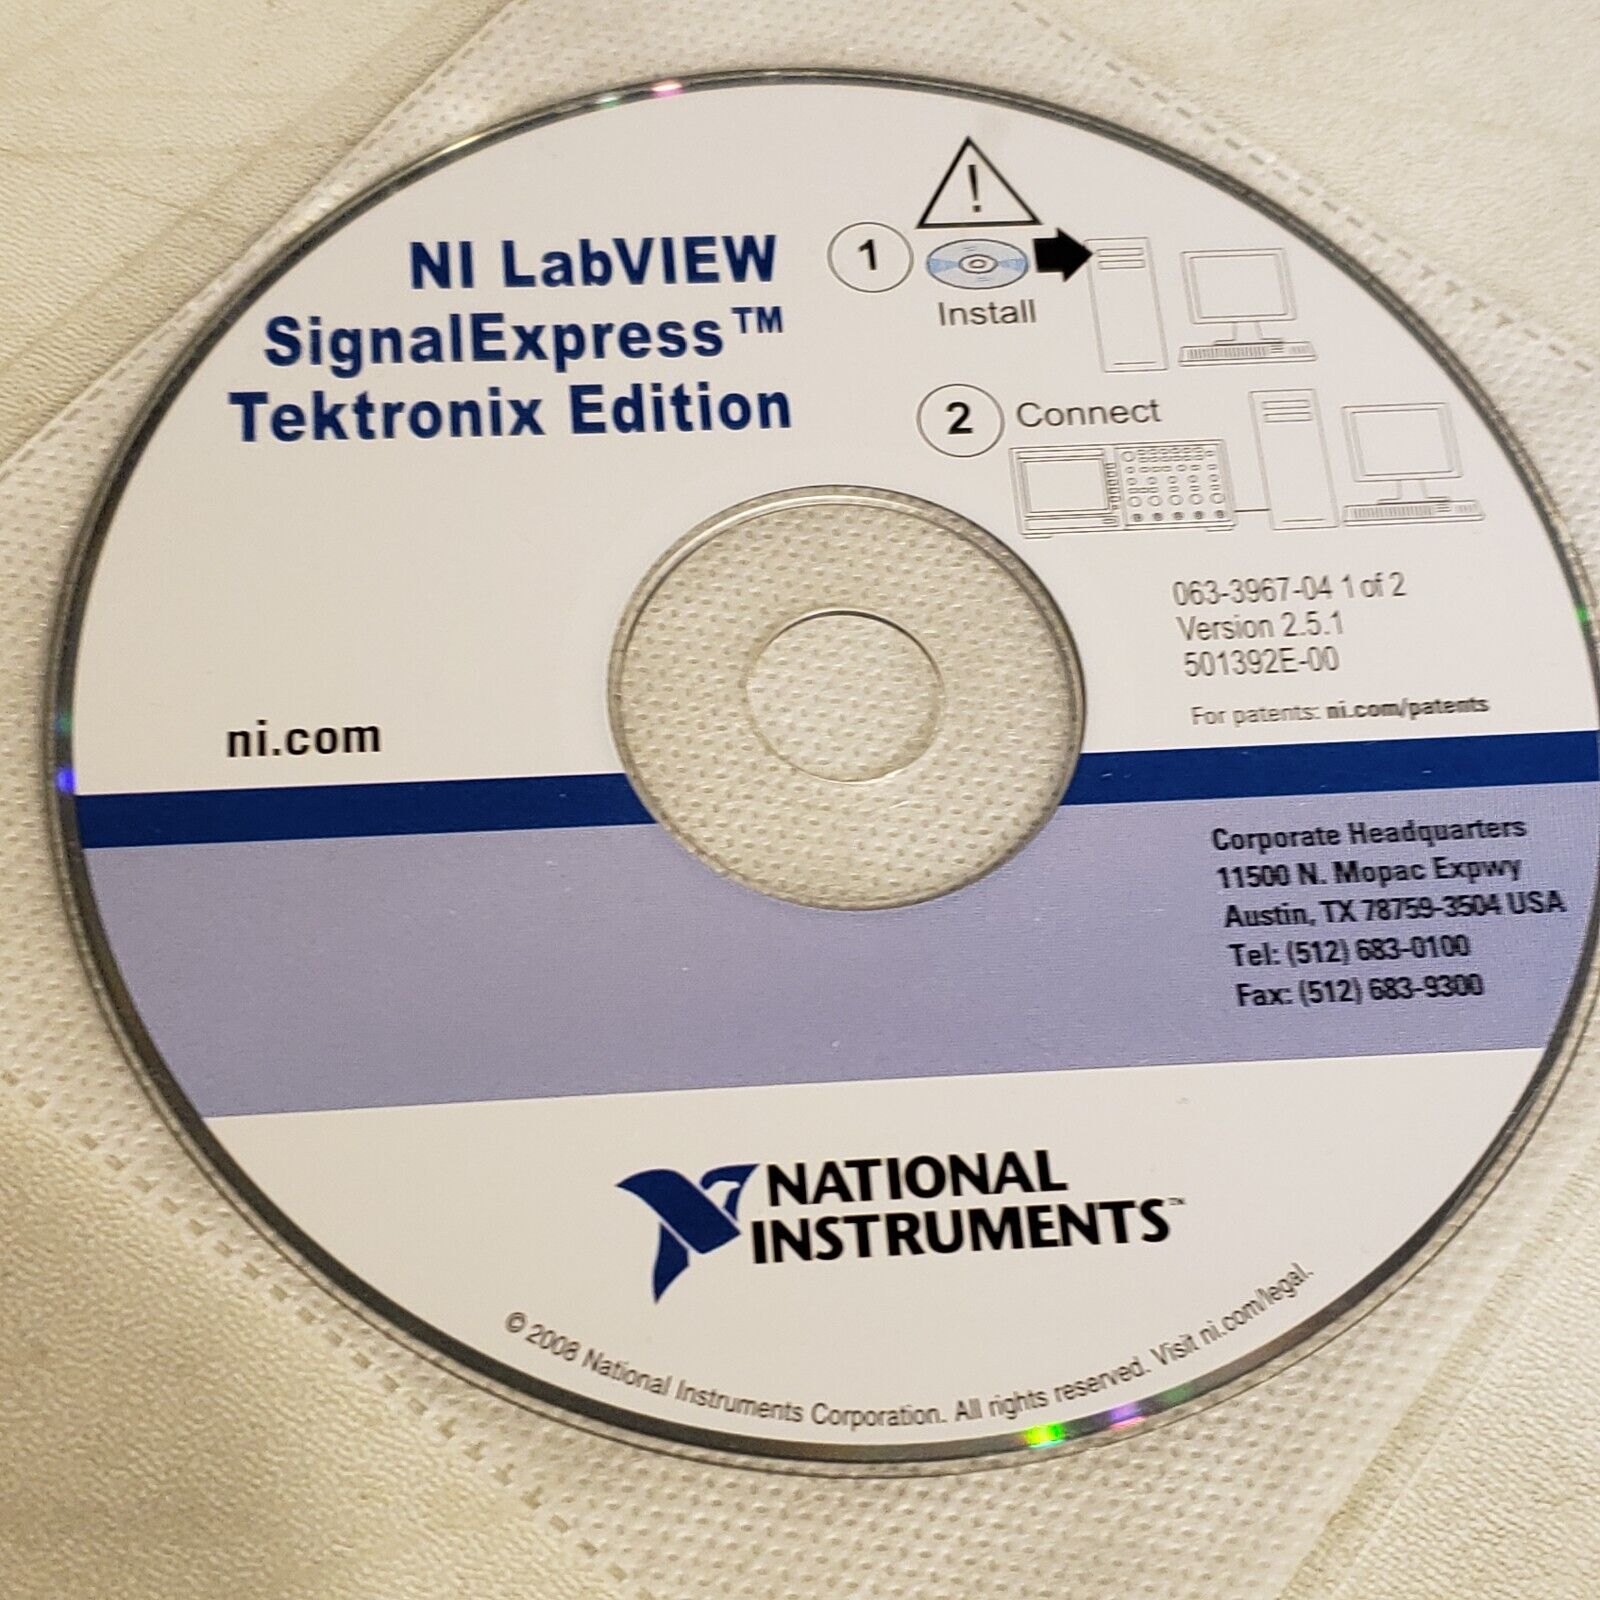 NI LabVIEW
SignalExpress™
Tektronix Edition
!
1
Install
2 Connect
063-3967-04 1 of 2
Version 2.5.1
501392E-00
For patents: ni.com/patents
ni.com
Corporate Headquarters
11500 N. Mopac Expwy
Austin, TX 78759-3504 USA
Tel: (512) 683-0100
Fax: (512) 683-9300
NATIONAL
INSTRUMENTS™
© 2008 National Instruments Corporation. All rights reserved. Visit ni.com/legal.